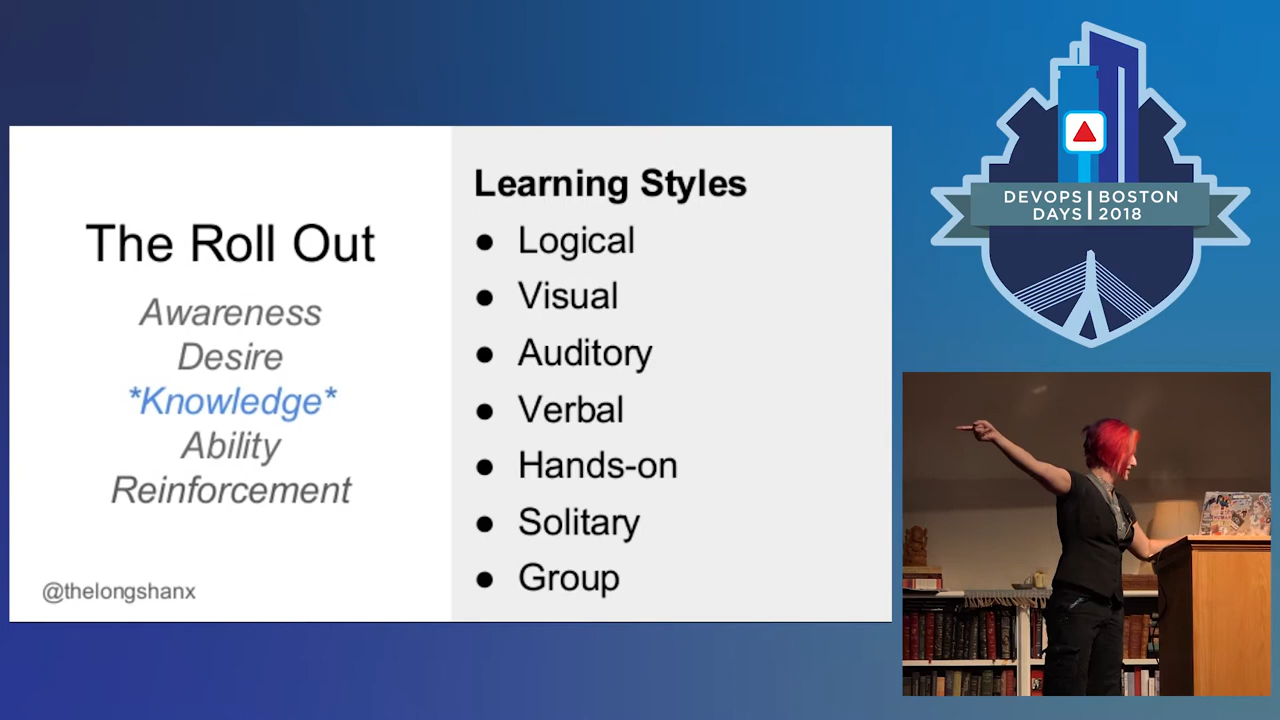 The Roll Out
Awareness
Desire
*Knowledge*
Ability
Reinforcement
@thelongshanx
Learning Styles
● Logical
● Visual
● Auditory
● Verbal
● Hands-on
● Solitary
● Group
DEVOPS | BOSTON
DAYS | 2018